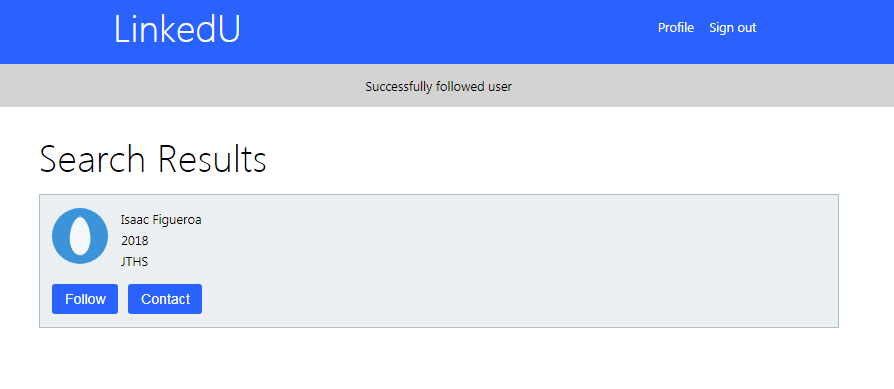 LinkedU
Profile Sign out
Successfully followed user
Search Results
Isaac Figueroa
2018
JTHS
Follow Contact